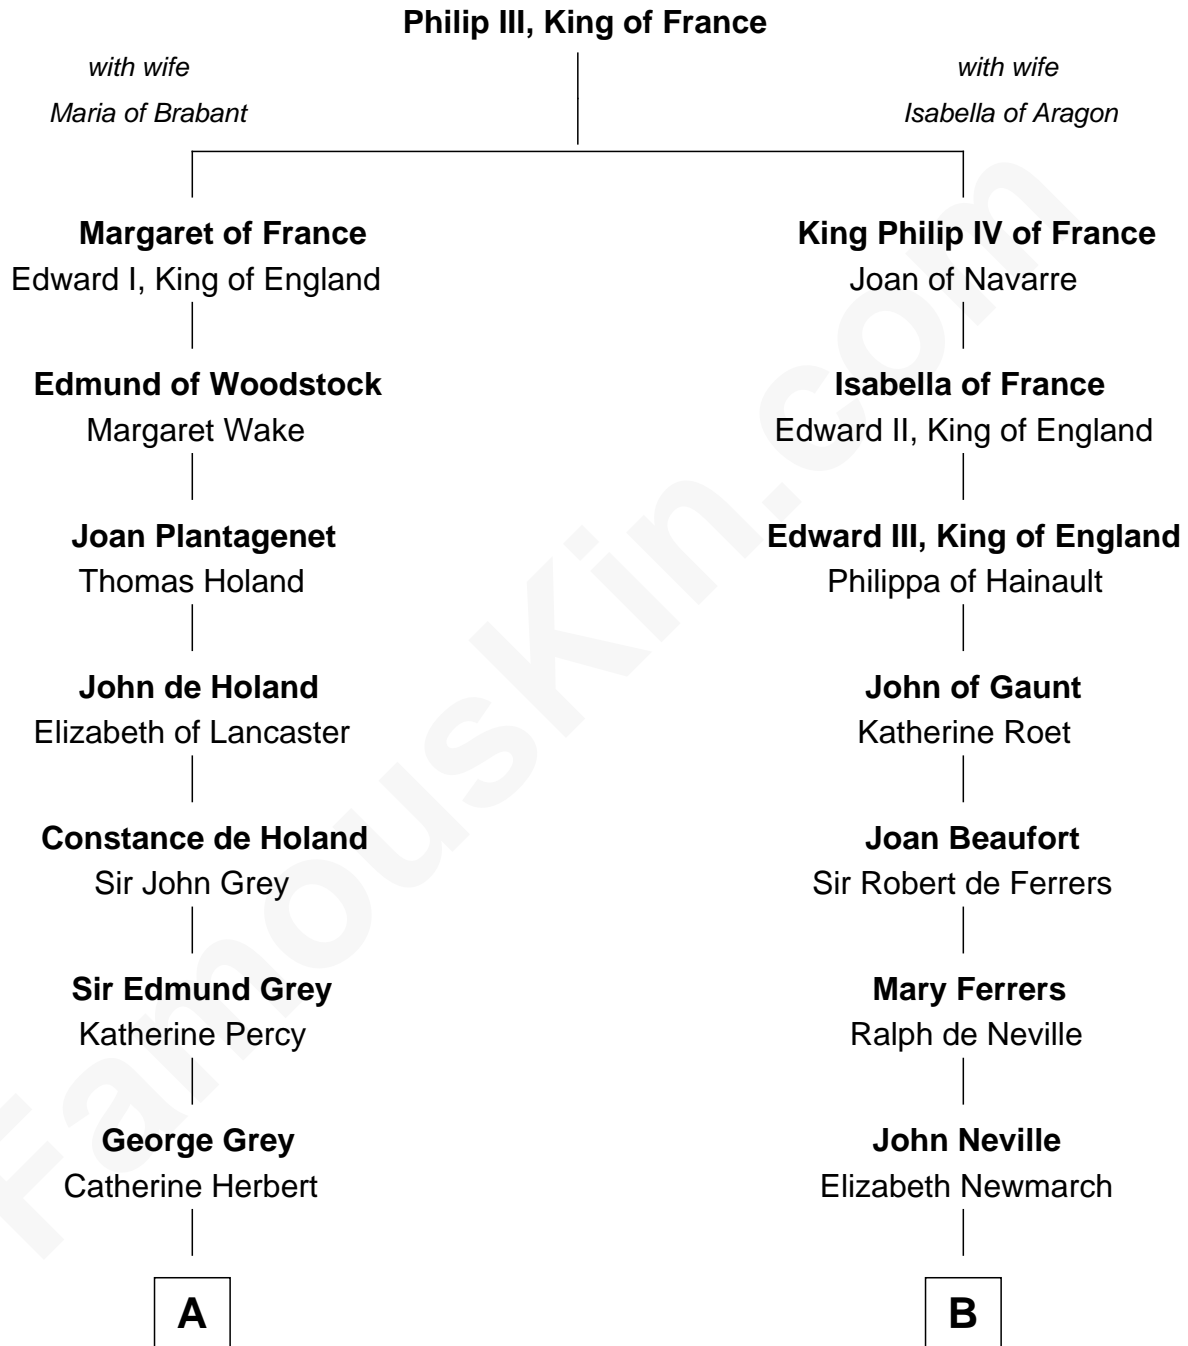 Philip III, King of France
with wife
Maria of Brabant
with wife
Isabella of Aragon
Margaret of France
Edward I, King of England
King Philip IV of France
Joan of Navarre
Edmund of Woodstock
Margaret Wake
Isabella of France
Edward II, King of England
Joan Plantagenet
Thomas Holand
Edward III, King of England
Philippa of Hainault
John de Holand
Elizabeth of Lancaster
John of Gaunt
Katherine Roet
Constance de Holand
Sir John Grey
Joan Beaufort
Sir Robert de Ferrers
Sir Edmund Grey
Katherine Percy
Mary Ferrers
Ralph de Neville
George Grey
Catherine Herbert
John Neville
Elizabeth Newmarch
A
B
FamousKin.com